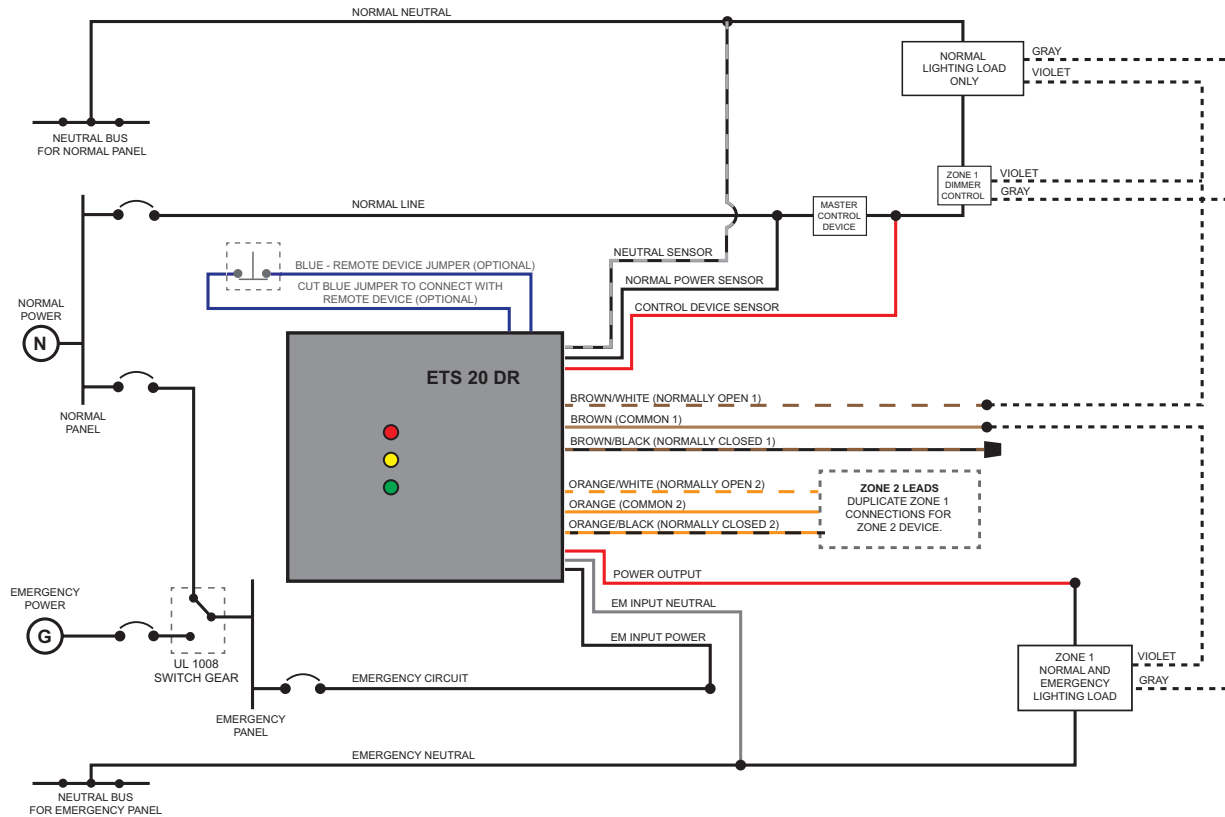 NORMAL NEUTRAL
NORMAL
LIGHTING LOAD
ONLY
GRAY
VIOLET
NEUTRAL BUS
FOR NORMAL PANEL
ZONE 1
DIMMER
CONTROL
VIOLET
GRAY
NORMAL LINE
MASTER
CONTROL
DEVICE
NEUTRAL SENSOR
BLUE - REMOTE DEVICE JUMPER (OPTIONAL)
NORMAL POWER SENSOR
CUT BLUE JUMPER TO CONNECT WITH
REMOTE DEVICE (OPTIONAL)
CONTROL DEVICE SENSOR
NORMAL
POWER
N
NORMAL
PANEL
ETS 20 DR
BROWN/WHITE (NORMALLY OPEN 1)
BROWN (COMMON 1)
BROWN/BLACK (NORMALLY CLOSED 1)
ORANGE/WHITE (NORMALLY OPEN 2)
ORANGE (COMMON 2)
ORANGE/BLACK (NORMALLY CLOSED 2)
ZONE 2 LEADS
DUPLICATE ZONE 1
CONNECTIONS FOR
ZONE 2 DEVICE.
POWER OUTPUT
EM INPUT NEUTRAL
EM INPUT POWER
EMERGENCY
POWER
G
UL 1008
SWITCH GEAR
EMERGENCY CIRCUIT
EMERGENCY
PANEL
ZONE 1
NORMAL AND
EMERGENCY
LIGHTING LOAD
VIOLET
GRAY
EMERGENCY NEUTRAL
NEUTRAL BUS
FOR EMERGENCY PANEL